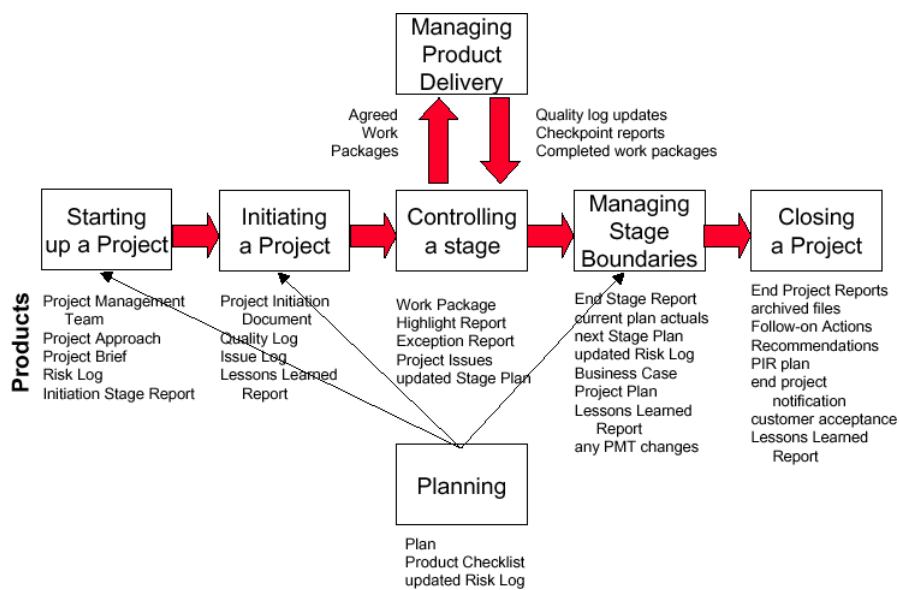 Managing
Product
Delivery
Agreed
Work
Packages
Quality log updates
Checkpoint reports
Completed work packages
Starting
up a Project
Initiating
a Project
Controlling
a stage
Managing
Stage
Boundaries
Closing
a Project
Products
Project Management
Team
Project Approach
Project Brief
Risk Log
Initiation Stage Report
Project Initiation
Document
Quality Log
Issue Log
Lessons Learned
Report
Work Package
Highlight Report
Exception Report
Project Issues
updated Stage Plan
End Stage Report
current plan actuals
next Stage Plan
updated Risk Log
Business Case
Project Plan
Lessons Learned
Report
any PMT changes
End Project Reports
archived files
Follow-on Actions
Recommendations
PIR plan
end project
notification
customer acceptance
Lessons Learned
Report
Planning
Plan
Product Checklist
updated Risk Log